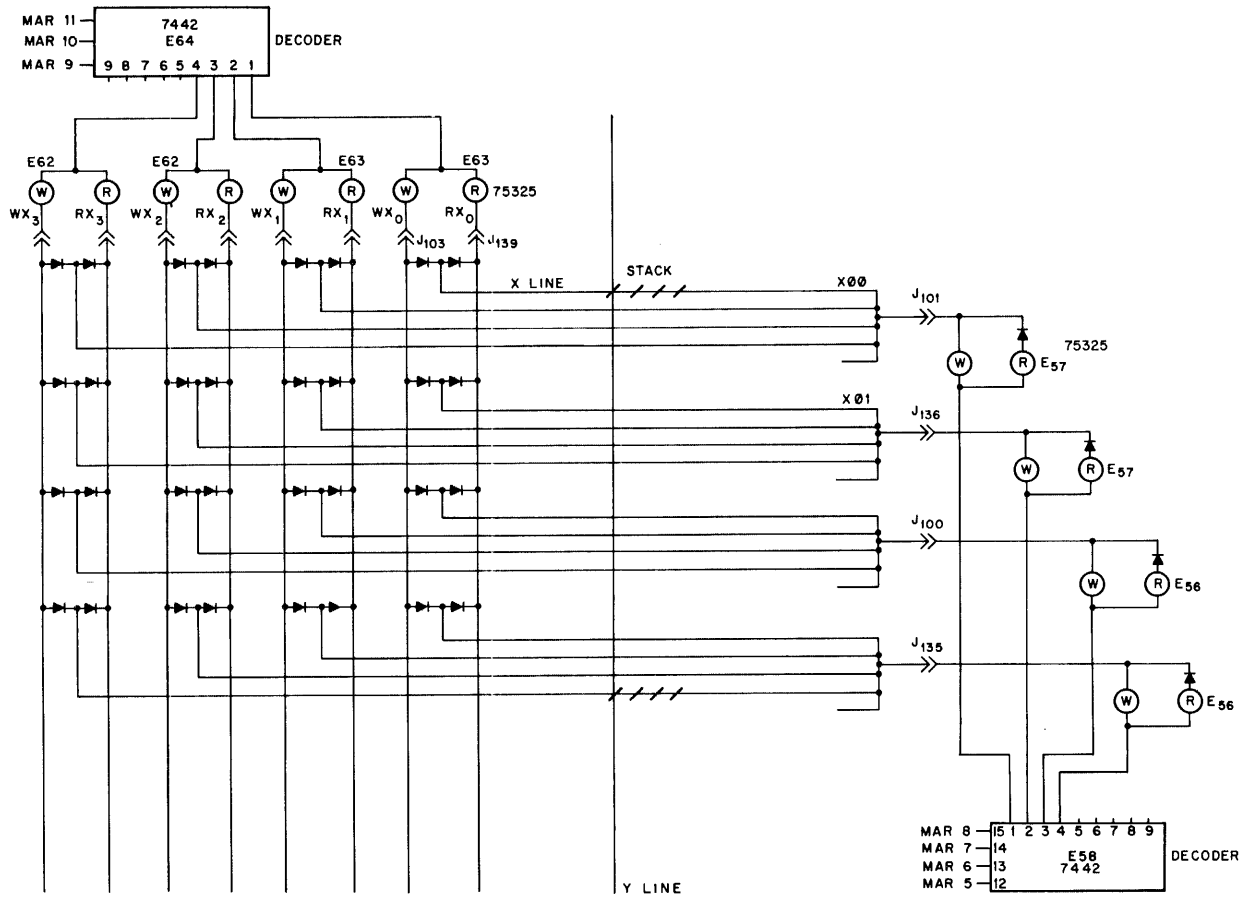 MAR 11
7442
MAR 10
E64
DECODER
MAR 9
9 8 7 6 5 4 3 2 1
E62
E62
E63
E63
W R W R W R W R 75325
WX3
RX3
WX2
RX2
WX1
RX1
WX0
RX0
J103
J139
X LINE
STACK
XØØ
J101
W R E57
75325
XØ1
J136
W R E57
J100
W R E56
J135
W R E56
MAR 8
15 1 2 3 4 5 6 7 8 9
MAR 7
14
E58
DECODER
MAR 6
13
7442
MAR 5
12
Y LINE